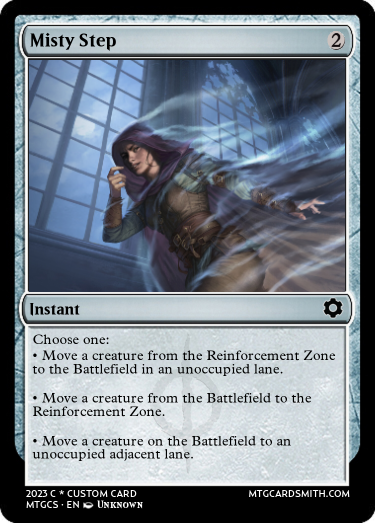 Misty Step 2
Instant
Choose one:
• Move a creature from the Reinforcement Zone
to the Battlefield in an unoccupied lane.
• Move a creature from the Battlefield to the
Reinforcement Zone.
• Move a creature on the Battlefield to an
unoccupied adjacent lane.
2023 C * CUSTOM CARD MTGCARDSMITH.COM
MTGCS • EN Unknown